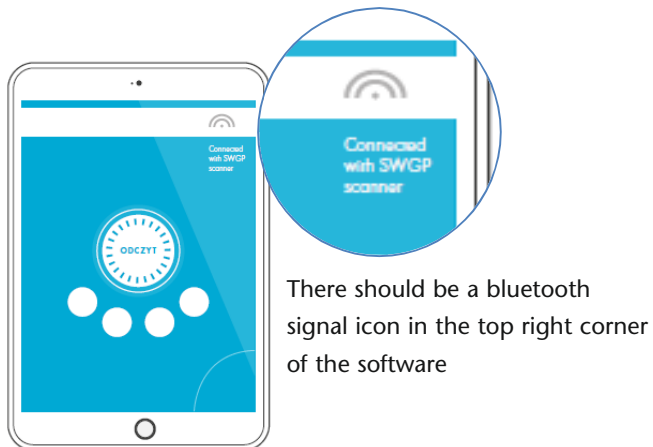 Connected
with SWGP
scanner
ODCZYT
Connected
with SWGP
scanner
There should be a bluetooth
signal icon in the top right corner
of the software